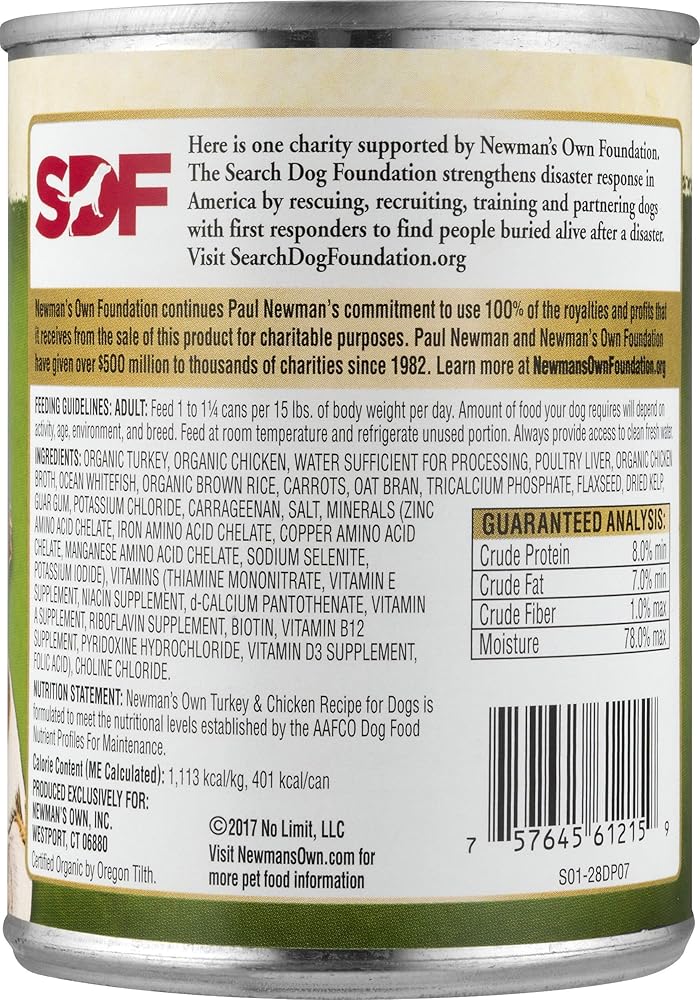 SDF
Here is one charity supported by Newman's Own Foundation.
The Search Dog Foundation strengthens disaster response in
America by rescuing, recruiting, training and partnering dogs
with first responders to find people buried alive after a disaster.
Visit SearchDogFoundation.org
Newman's Own Foundation continues Paul Newman's commitment to use 100% of the royalties and profits that
it receives from the sale of this product for charitable purposes. Paul Newman and Newman's Own Foundation
have given over $500 million to thousands of charities since 1982. Learn more at NewmansOwnFoundation.org
FEEDING GUIDELINES: ADULT: Feed 1 to 1¼ cans per 15 lbs. of body weight per day. Amount of food your dog requires will depend on
activity, age, environment, and breed. Feed at room temperature and refrigerate unused portion. Always provide access to clean fresh water.
INGREDIENTS: ORGANIC TURKEY, ORGANIC CHICKEN, WATER SUFFICIENT FOR PROCESSING, POULTRY LIVER, ORGANIC CHICKEN
BROTH, OCEAN WHITEFISH, ORGANIC BROWN RICE, CARROTS, OAT BRAN, TRICALCIUM PHOSPHATE, FLAXSEED, DRIED KELP,
GUAR GUM, POTASSIUM CHLORIDE, CARRAGEENAN, SALT, MINERALS (ZINC
AMINO ACID CHELATE, IRON AMINO ACID CHELATE, COPPER AMINO ACID
CHELATE, MANGANESE AMINO ACID CHELATE, SODIUM SELENITE,
POTASSIUM IODIDE), VITAMINS (THIAMINE MONONITRATE, VITAMIN E
SUPPLEMENT, NIACIN SUPPLEMENT, d-CALCIUM PANTOTHENATE, VITAMIN
A SUPPLEMENT, RIBOFLAVIN SUPPLEMENT, BIOTIN, VITAMIN B12
SUPPLEMENT, PYRIDOXINE HYDROCHLORIDE, VITAMIN D3 SUPPLEMENT,
FOLIC ACID), CHOLINE CHLORIDE.
GUARANTEED ANALYSIS:
Crude Protein 8.0% min
Crude Fat 7.0% min
Crude Fiber 1.0% max
Moisture 78.0% max
NUTRITION STATEMENT: Newman's Own Turkey & Chicken Recipe for Dogs is
formulated to meet the nutritional levels established by the AAFCO Dog Food
Nutrient Profiles For Maintenance.
Calorie Content (ME Calculated): 1,113 kcal/kg, 401 kcal/can
PRODUCED EXCLUSIVELY FOR:
NEWMAN'S OWN, INC.
WESTPORT, CT 06880
Certified Organic by Oregon Tilth.
©2017 No Limit, LLC
Visit NewmansOwn.com for
more pet food information
7 57645 61215 9
S01-28DP07